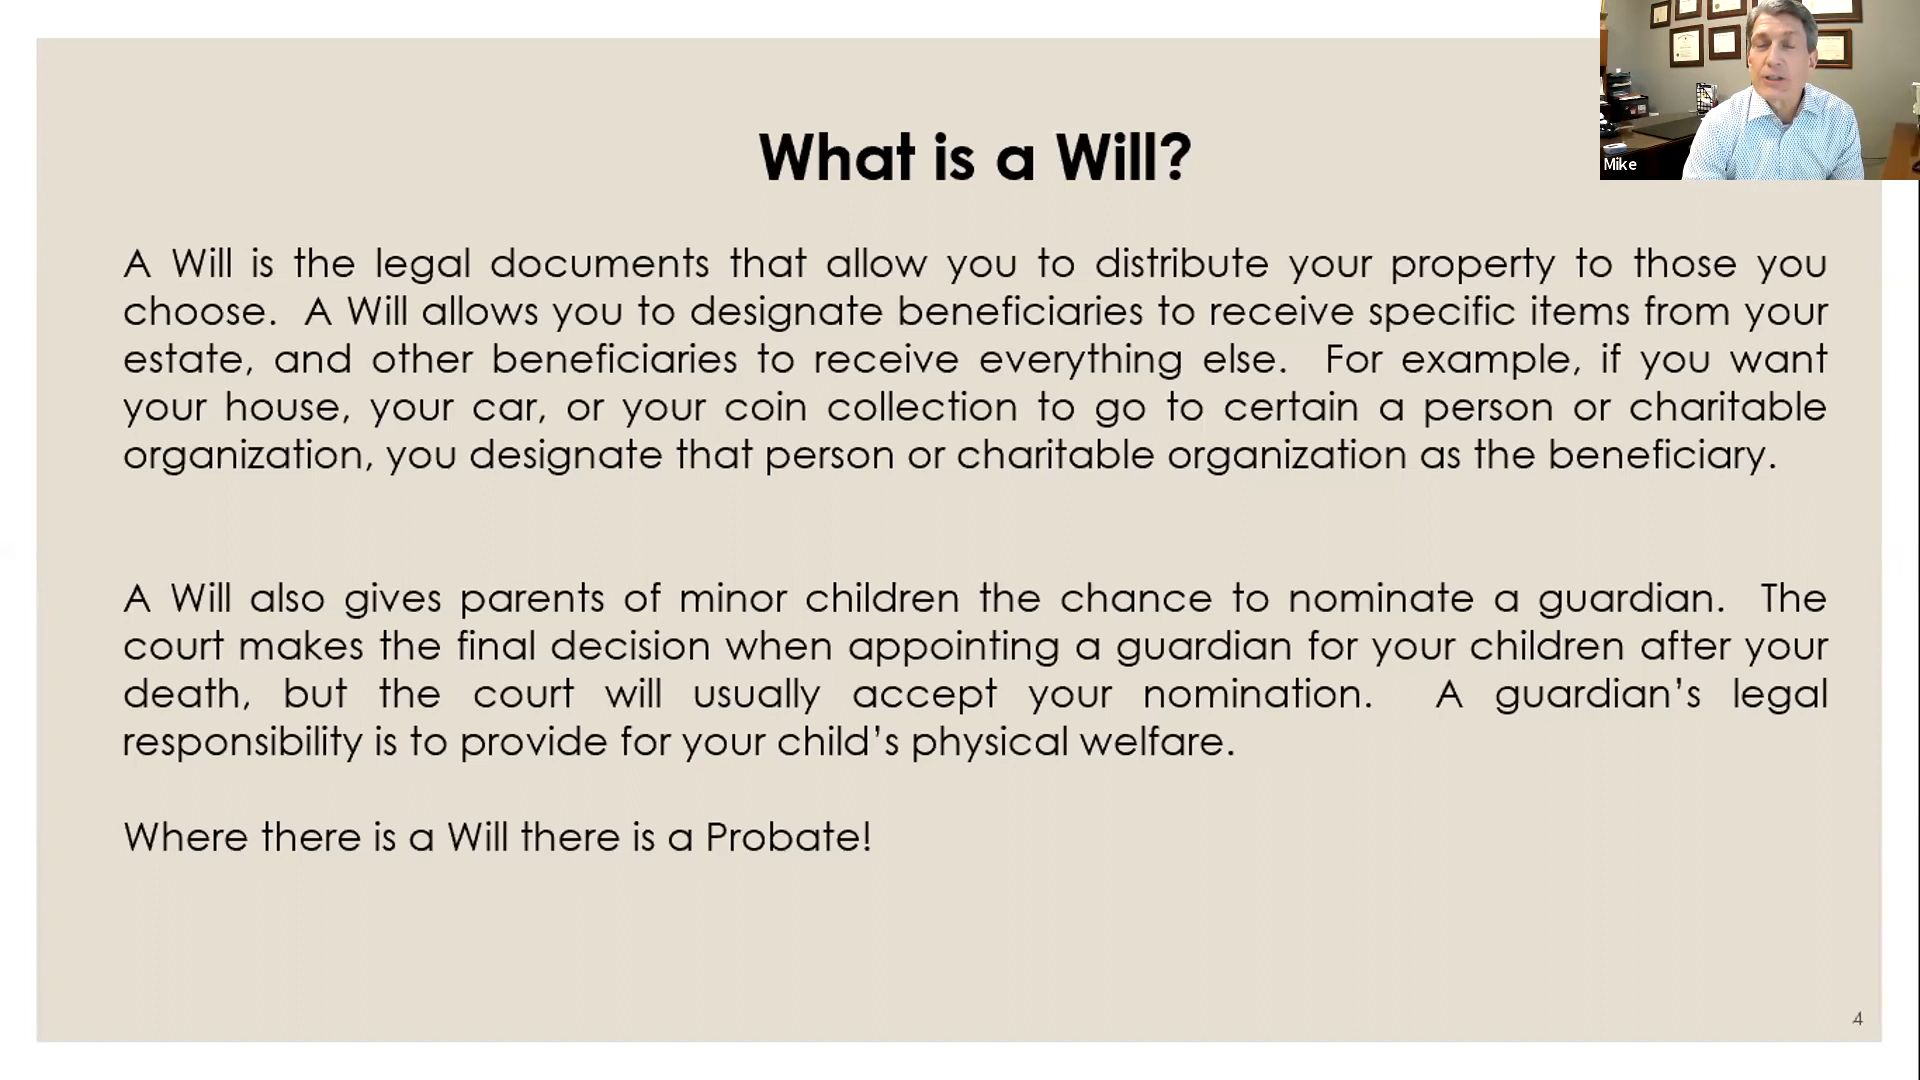 What is a Will?
Mike
A Will is the legal documents that allow you to distribute your property to those you
choose. A Will allows you to designate beneficiaries to receive specific items from your
estate, and other beneficiaries to receive everything else. For example, if you want
your house, your car, or your coin collection to go to certain a person or charitable
organization, you designate that person or charitable organization as the beneficiary.
A Will also gives parents of minor children the chance to nominate a guardian. The
court makes the final decision when appointing a guardian for your children after your
death, but the court will usually accept your nomination. A guardian’s legal
responsibility is to provide for your child’s physical welfare.
Where there is a Will there is a Probate!
4